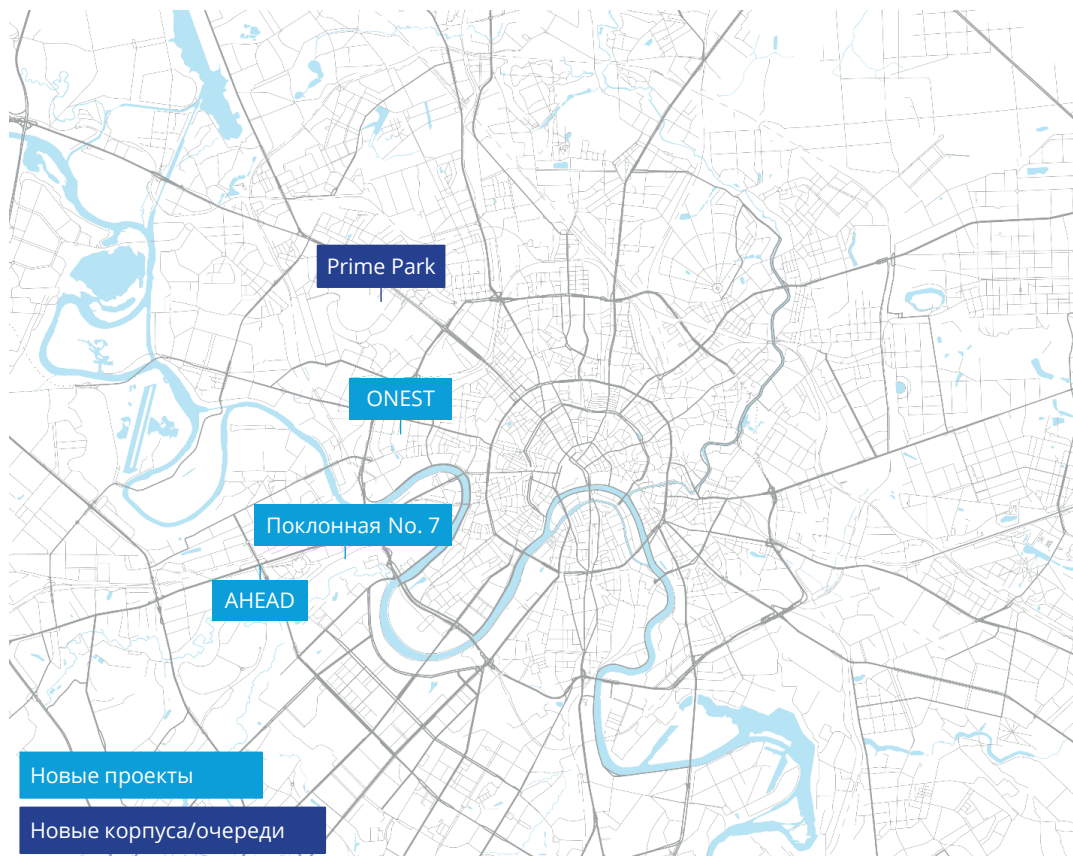 Prime Park
ONEST
Поклонная No. 7
AHEAD
Новые проекты
Новые корпуса/очереди